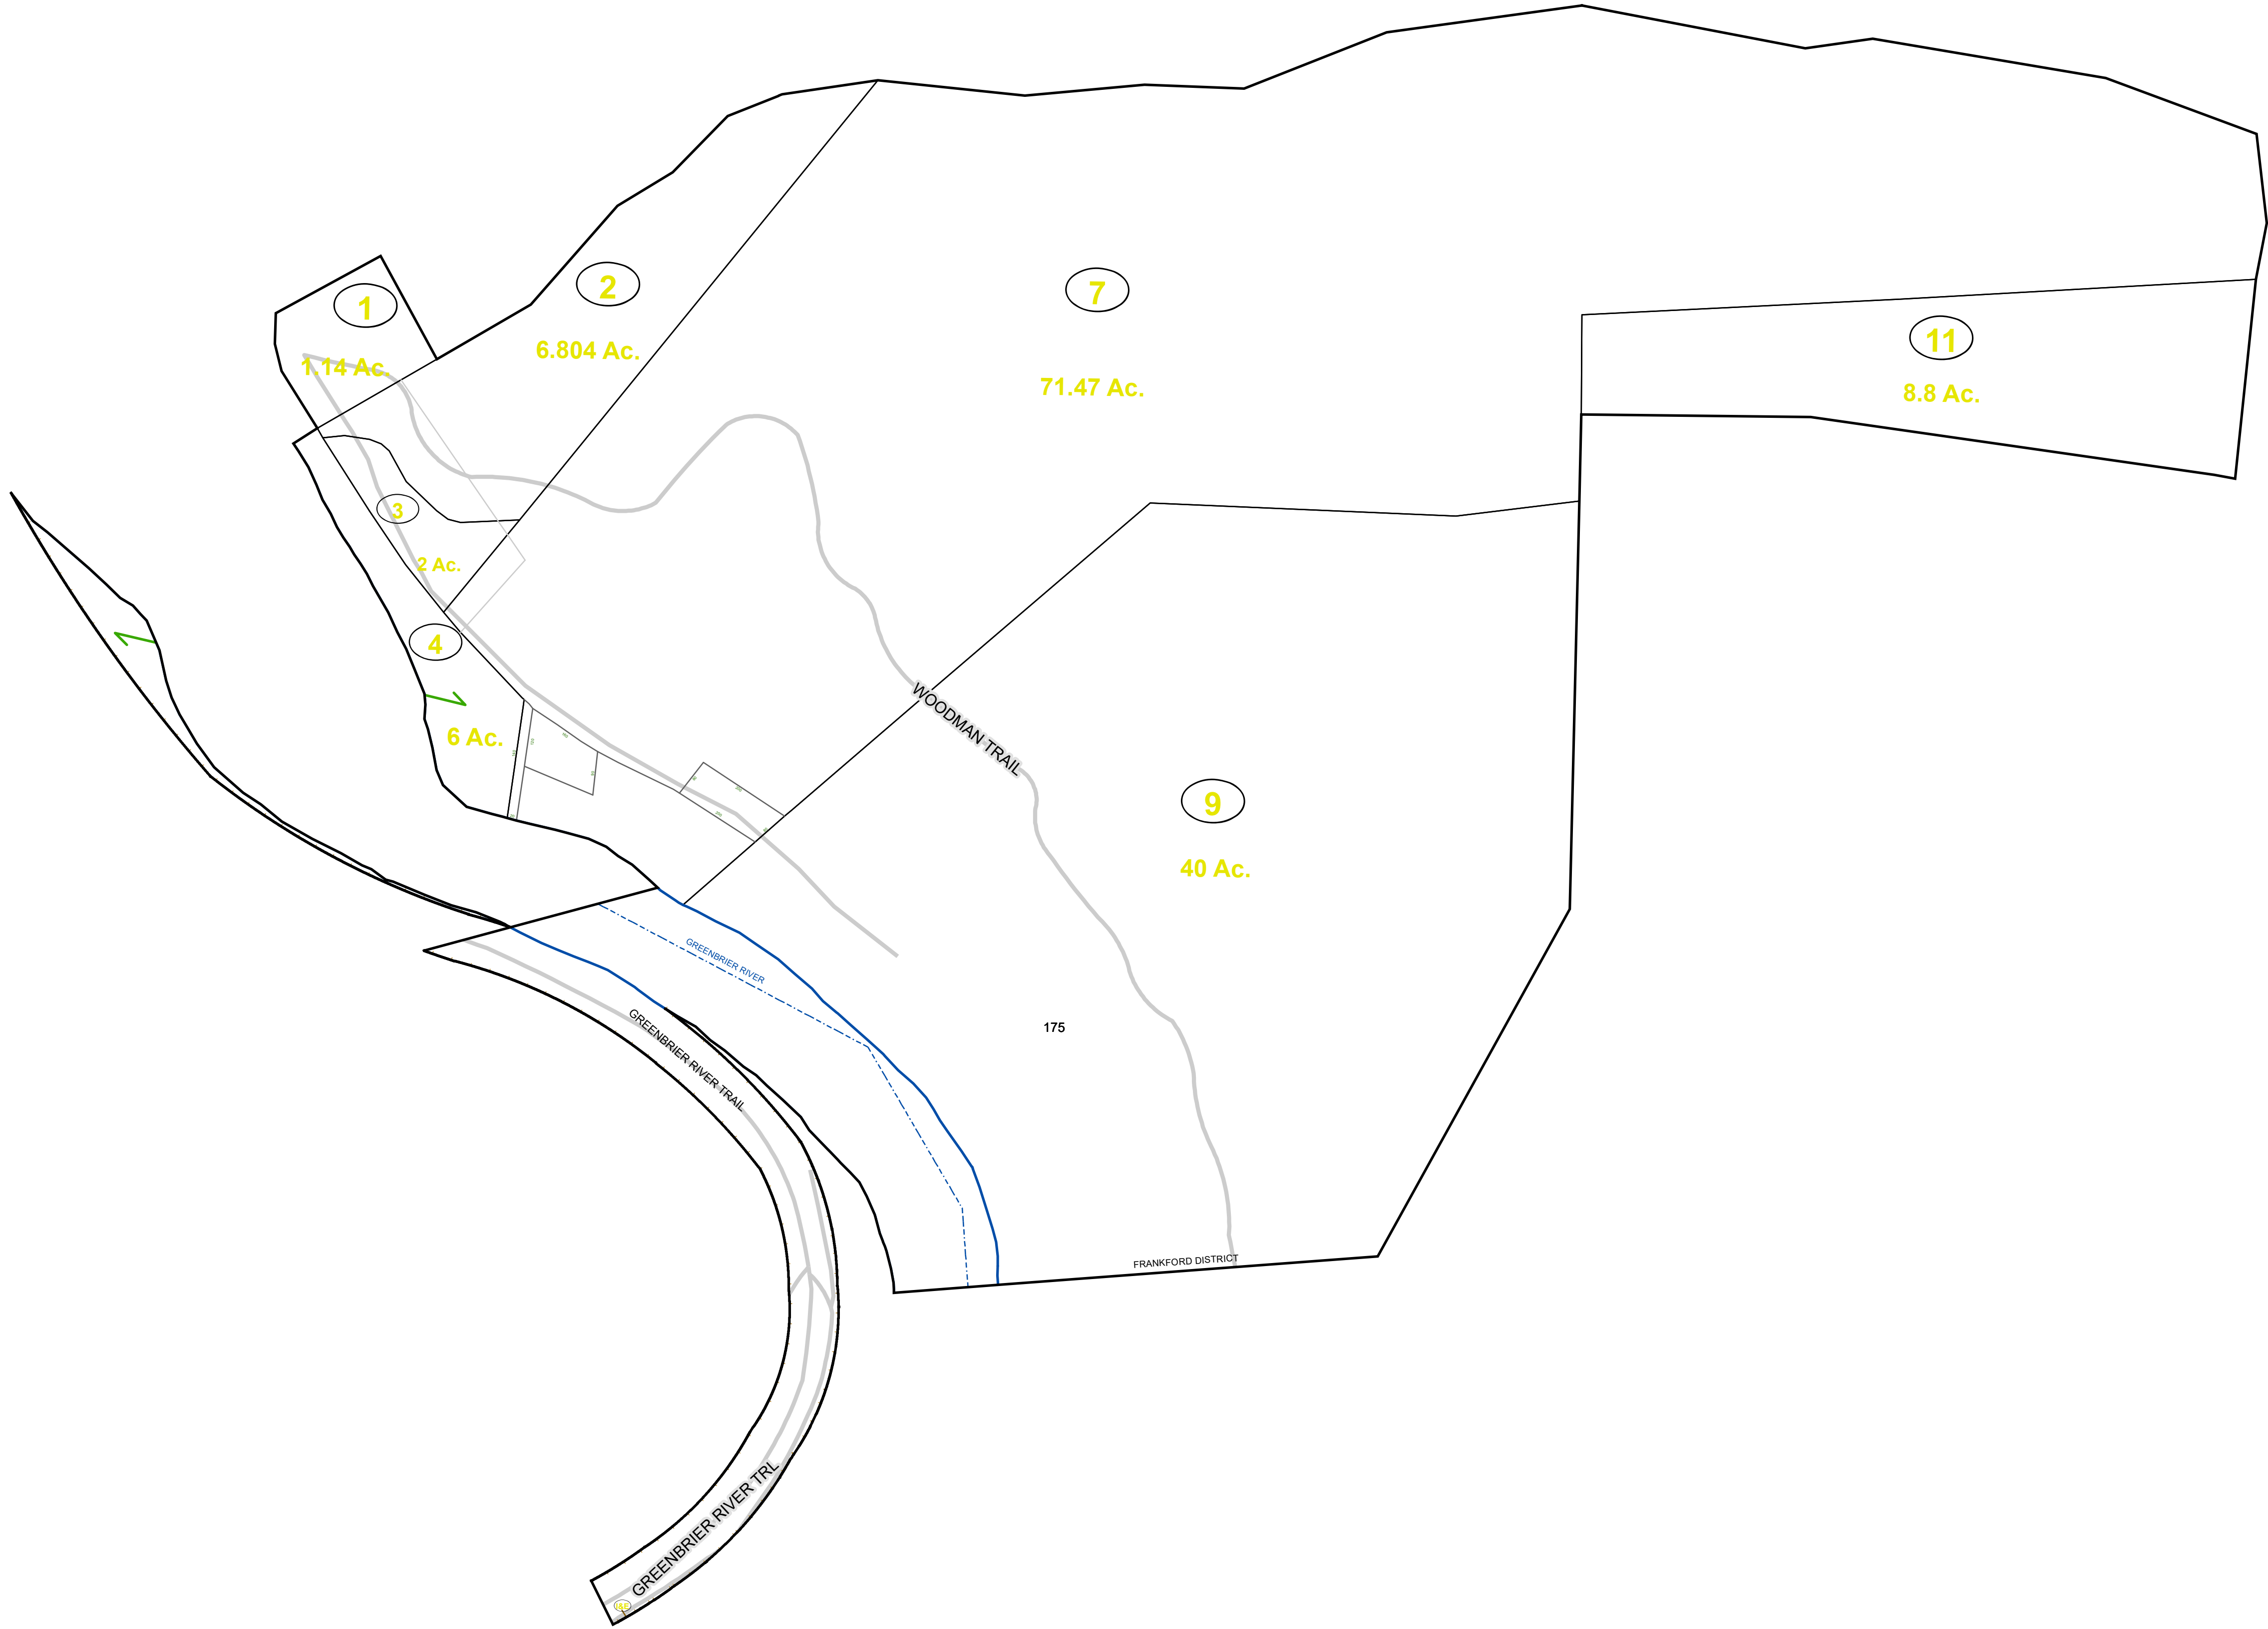 1
1.14 Ac.
2
6.804 Ac.
7
71.47 Ac.
11
8.8 Ac.
3
2 Ac.
4
6 Ac.
WOODMAN TRAIL
9
40 Ac.
GREENBRIER RIVER
GREENBRIER RIVER TRAIL
175
FRANKFORD DISTRICT
GREENBRIER RIVER TRL